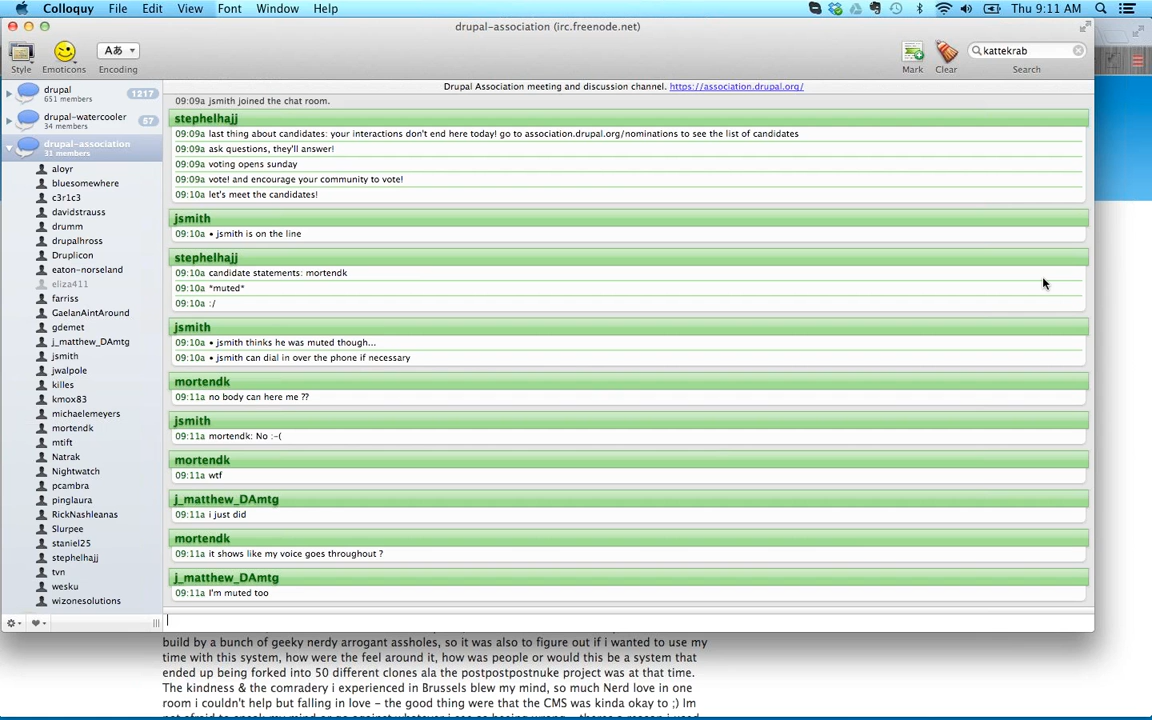 Colloquy File Edit View Font Window Help Thu 9:11 AM
drupal-association (irc.freenode.net)
Aあ
kattekrab
Style Emoticons Encoding Mark Clear Search
drupal
651 members
1217
drupal-watercooler
34 members
57
drupal-association
31 members
aloyr
bluesomewhere
c3r1c3
davidstrauss
drumm
drupalhross
Druplicon
eaton-norseland
eliza411
farriss
GaelanAintAround
gdemet
j_matthew_DAmtg
jsmith
jwalpole
killes
kmox83
michaelemeyers
mortendk
mtift
Natrak
Nightwatch
pcambra
pinglaura
RickNashleanas
Slurpee
staniel25
stephelhajj
tvn
wesku
wizonesolutions
Drupal Association meeting and discussion channel. https://association.drupal.org/
09:09a jsmith joined the chat room.
stephelhajj
09:09a last thing about candidates: your interactions don't end here today! go to association.drupal.org/nominations to see the list of candidates
09:09a ask questions, they'll answer!
09:09a voting opens sunday
09:09a vote! and encourage your community to vote!
09:10a let's meet the candidates!
jsmith
09:10a • jsmith is on the line
stephelhajj
09:10a candidate statements: mortendk
09:10a *muted*
09:10a :/
jsmith
09:10a • jsmith thinks he was muted though...
09:10a • jsmith can dial in over the phone if necessary
mortendk
09:11a no body can here me ??
jsmith
09:11a mortendk: No :-(
mortendk
09:11a wtf
j_matthew_DAmtg
09:11a i just did
mortendk
09:11a it shows like my voice goes throughout ?
j_matthew_DAmtg
09:11a I'm muted too
build by a bunch of geeky nerdy arrogant assholes, so it was also to figure out if i wanted to use my
time with this system, how were the feel around it, how was people or would this be a system that
ended up being forked into 50 different clones ala the postpostpostnuke project was at that time.
The kindness & the comradery i experienced in Brussels blew my mind, so much Nerd love in one
room i couldn't help but falling in love – the good thing were that the CMS was kinda okay to ;) Im